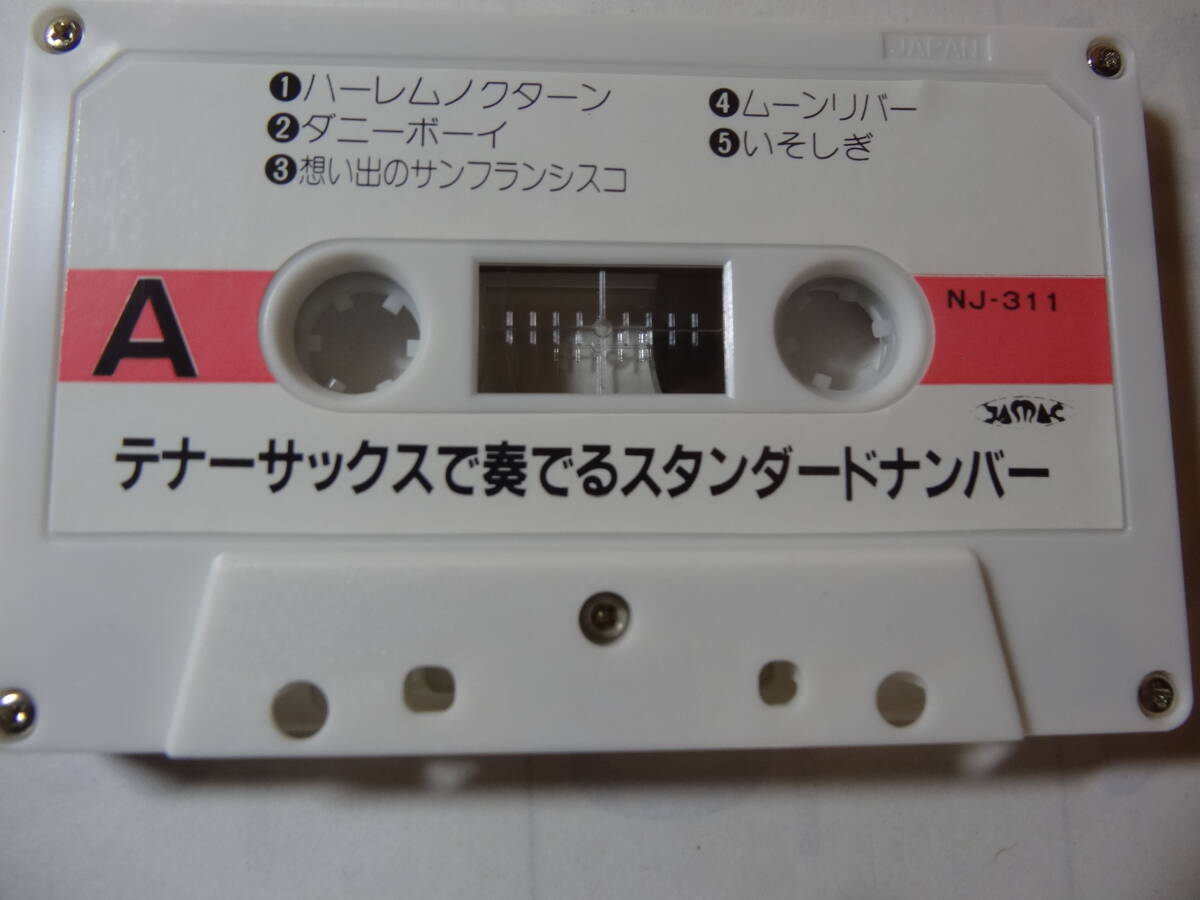 JAPAN
❶ハーレムノクターン
❷ダニーボーイ
❸想い出のサンフランシスコ
❹ムーンリバー
❺いそしぎ
A
NJ-311
テナーサックスで奏でるスタンダードナンバー